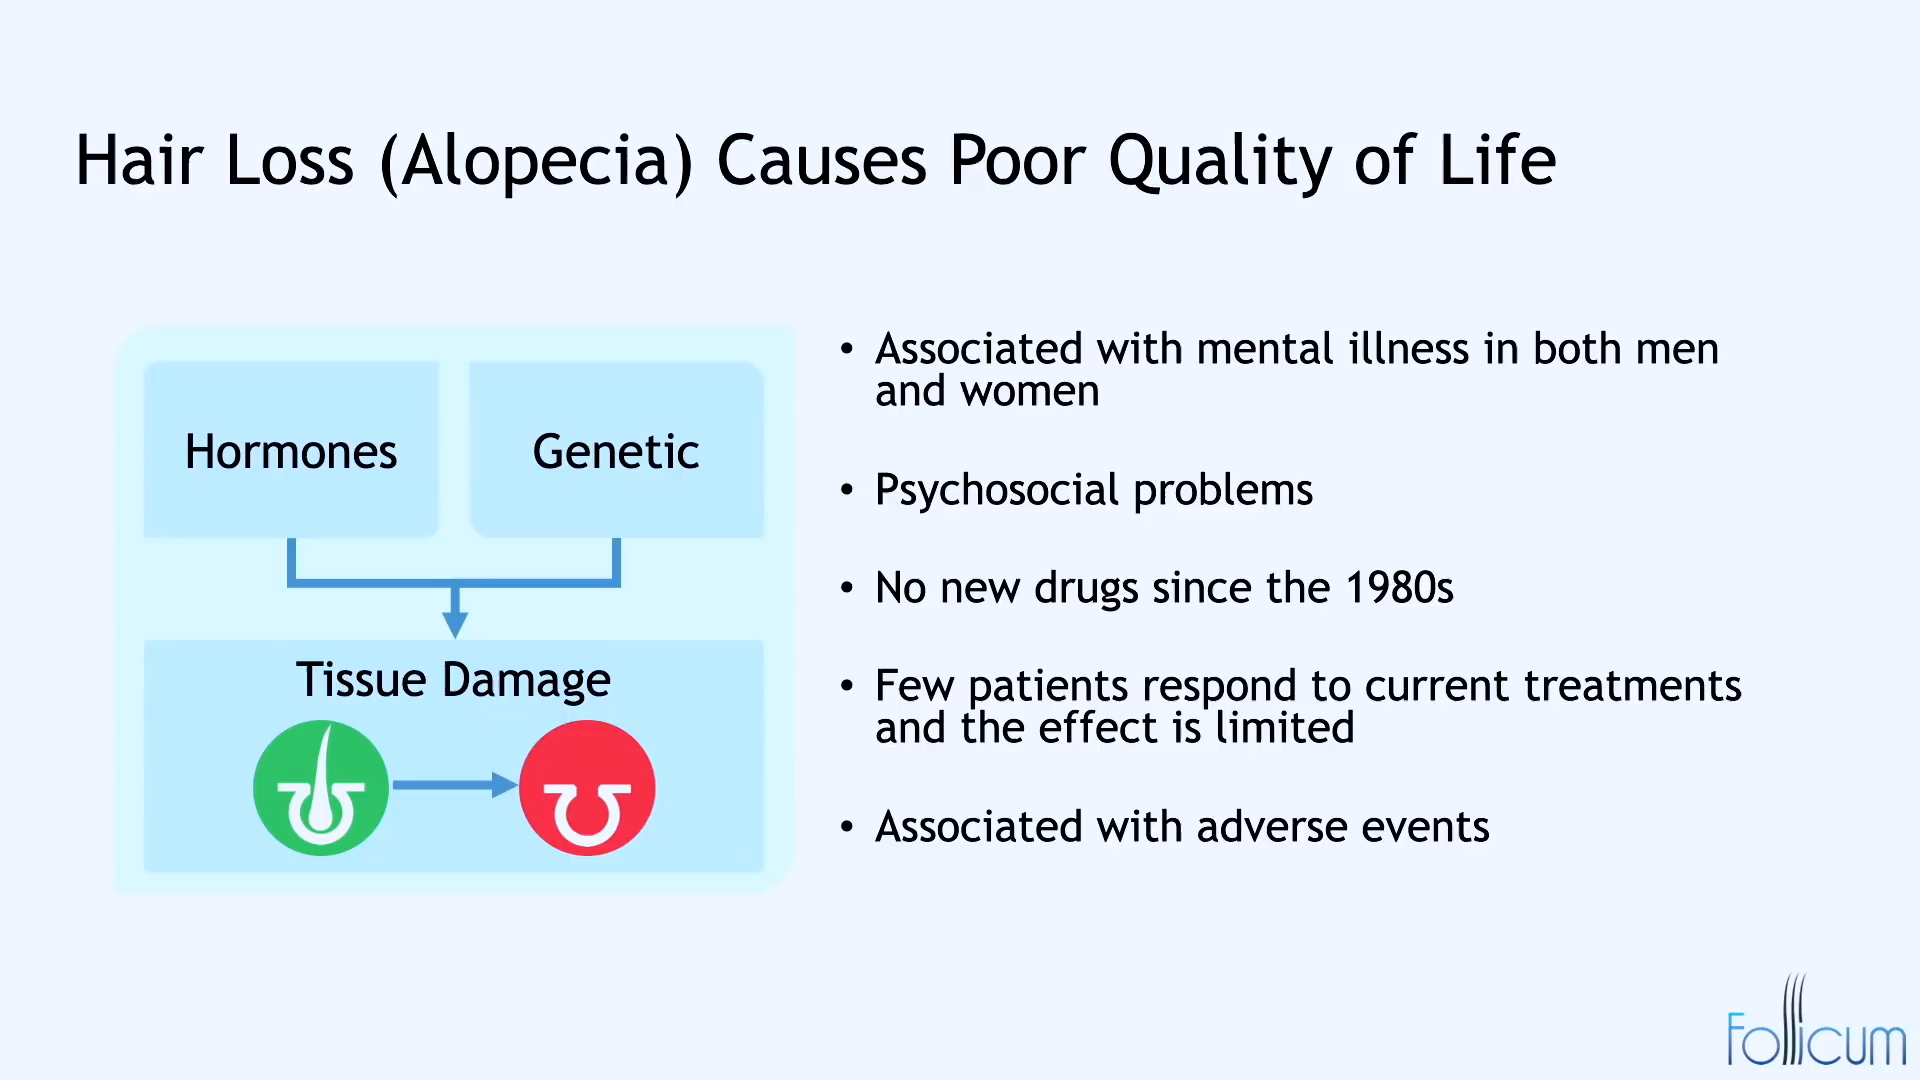 Hair Loss (Alopecia) Causes Poor Quality of Life
Hormones
Genetic
Tissue Damage
• Associated with mental illness in both men
and women
• Psychosocial problems
• No new drugs since the 1980s
• Few patients respond to current treatments
and the effect is limited
• Associated with adverse events
Follicum